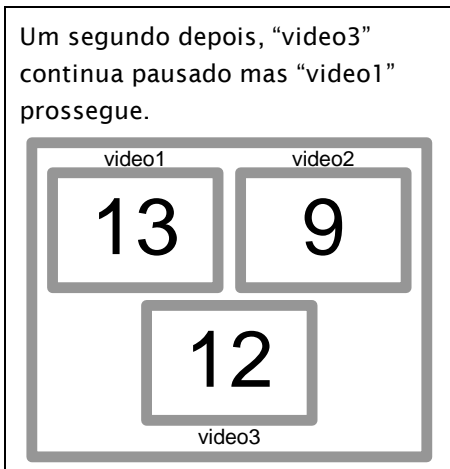 Um segundo depois, “video3”
continua pausado mas “video1”
prossegue.
video1 video2
13 9
12
video3